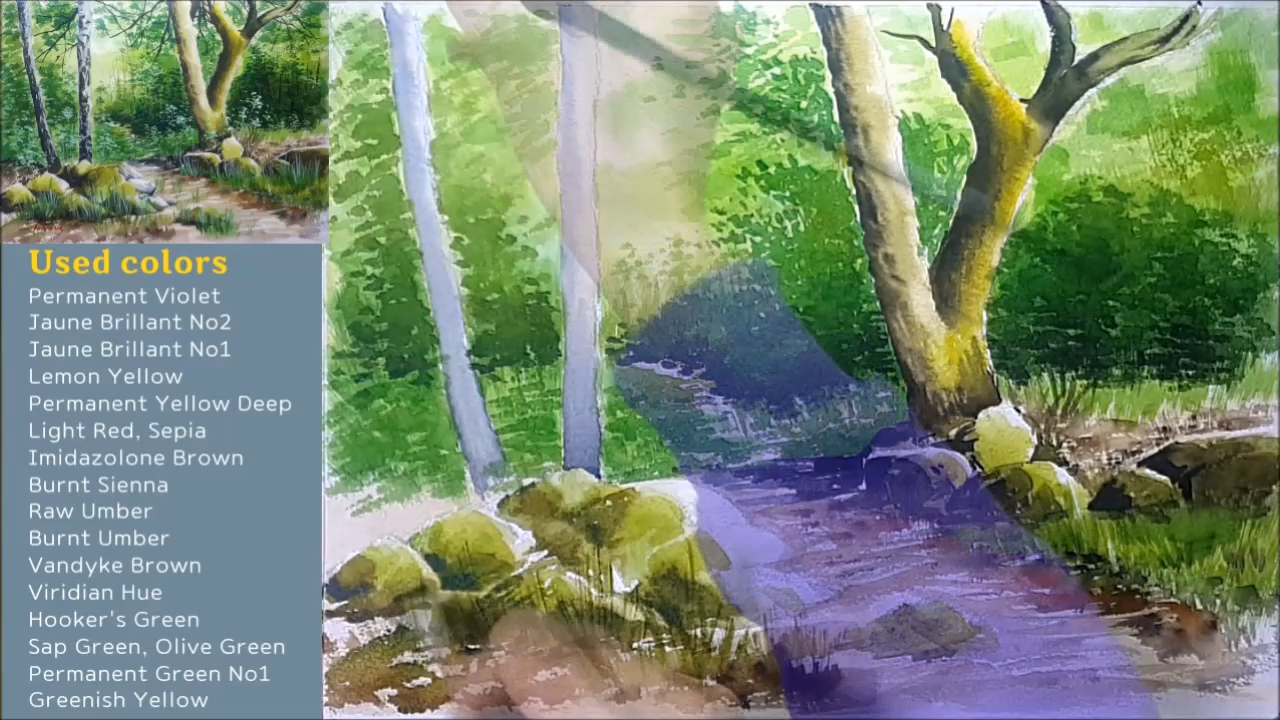 Used colors
Permanent Violet
Jaune Brillant No2
Jaune Brillant No1
Lemon Yellow
Permanent Yellow Deep
Light Red, Sepia
Imidazolone Brown
Burnt Sienna
Raw Umber
Burnt Umber
Vandyke Brown
Viridian Hue
Hooker's Green
Sap Green, Olive Green
Permanent Green No1
Greenish Yellow